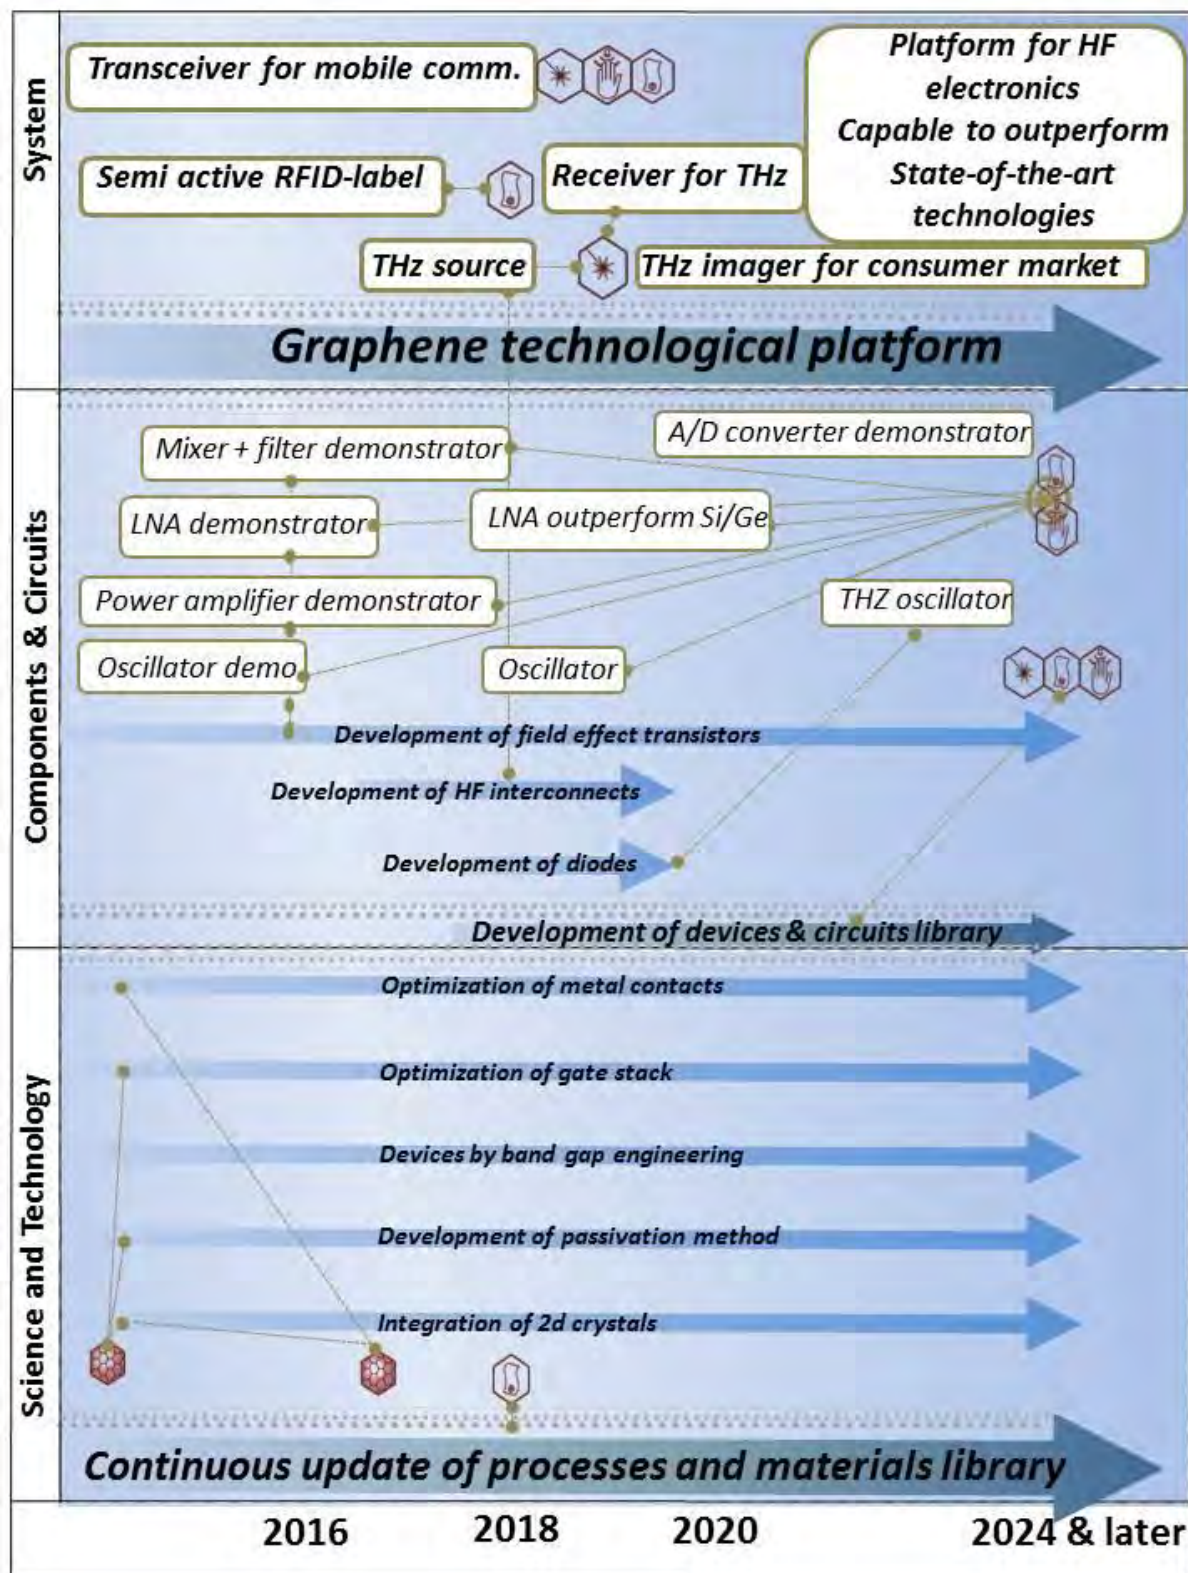 System
Transceiver for mobile comm.
Platform for HF
electronics
Capable to outperform
State-of-the-art
technologies
Semi active RFID-label
Receiver for THz
THz source
THz imager for consumer market
Graphene technological platform
Components & Circuits
A/D converter demonstrator
Mixer + filter demonstrator
LNA demonstrator
LNA outperform Si/Ge
Power amplifier demonstrator
THZ oscillator
Oscillator demo
Oscillator
Development of field effect transistors
Development of HF interconnects
Development of diodes
Development of devices & circuits library
Science and Technology
Optimization of metal contacts
Optimization of gate stack
Devices by band gap engineering
Development of passivation method
Integration of 2d crystals
Continuous update of processes and materials library
2016 2018 2020 2024 & later